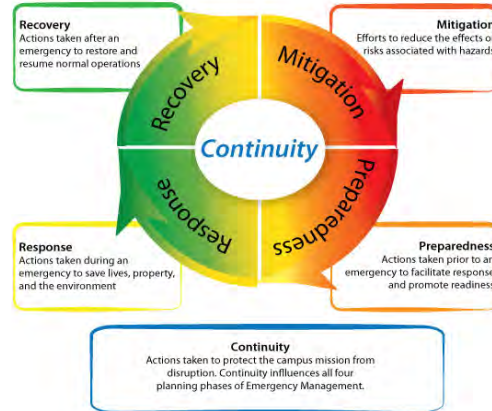 Recovery
Actions taken after an
emergency to restore and
resume normal operations
Mitigation
Efforts to reduce the effects o
risks associated with hazards
Recovery
Mitigation
Continuity
Response
Preparedness
Response
Actions taken during an
emergency to save lives, property,
and the environment
Preparedness
Actions taken prior to an
emergency to facilitate response
and promote readiness
Continuity
Actions taken to protect the campus mission from
disruption. Continuity influences all four
planning phases of Emergency Management.